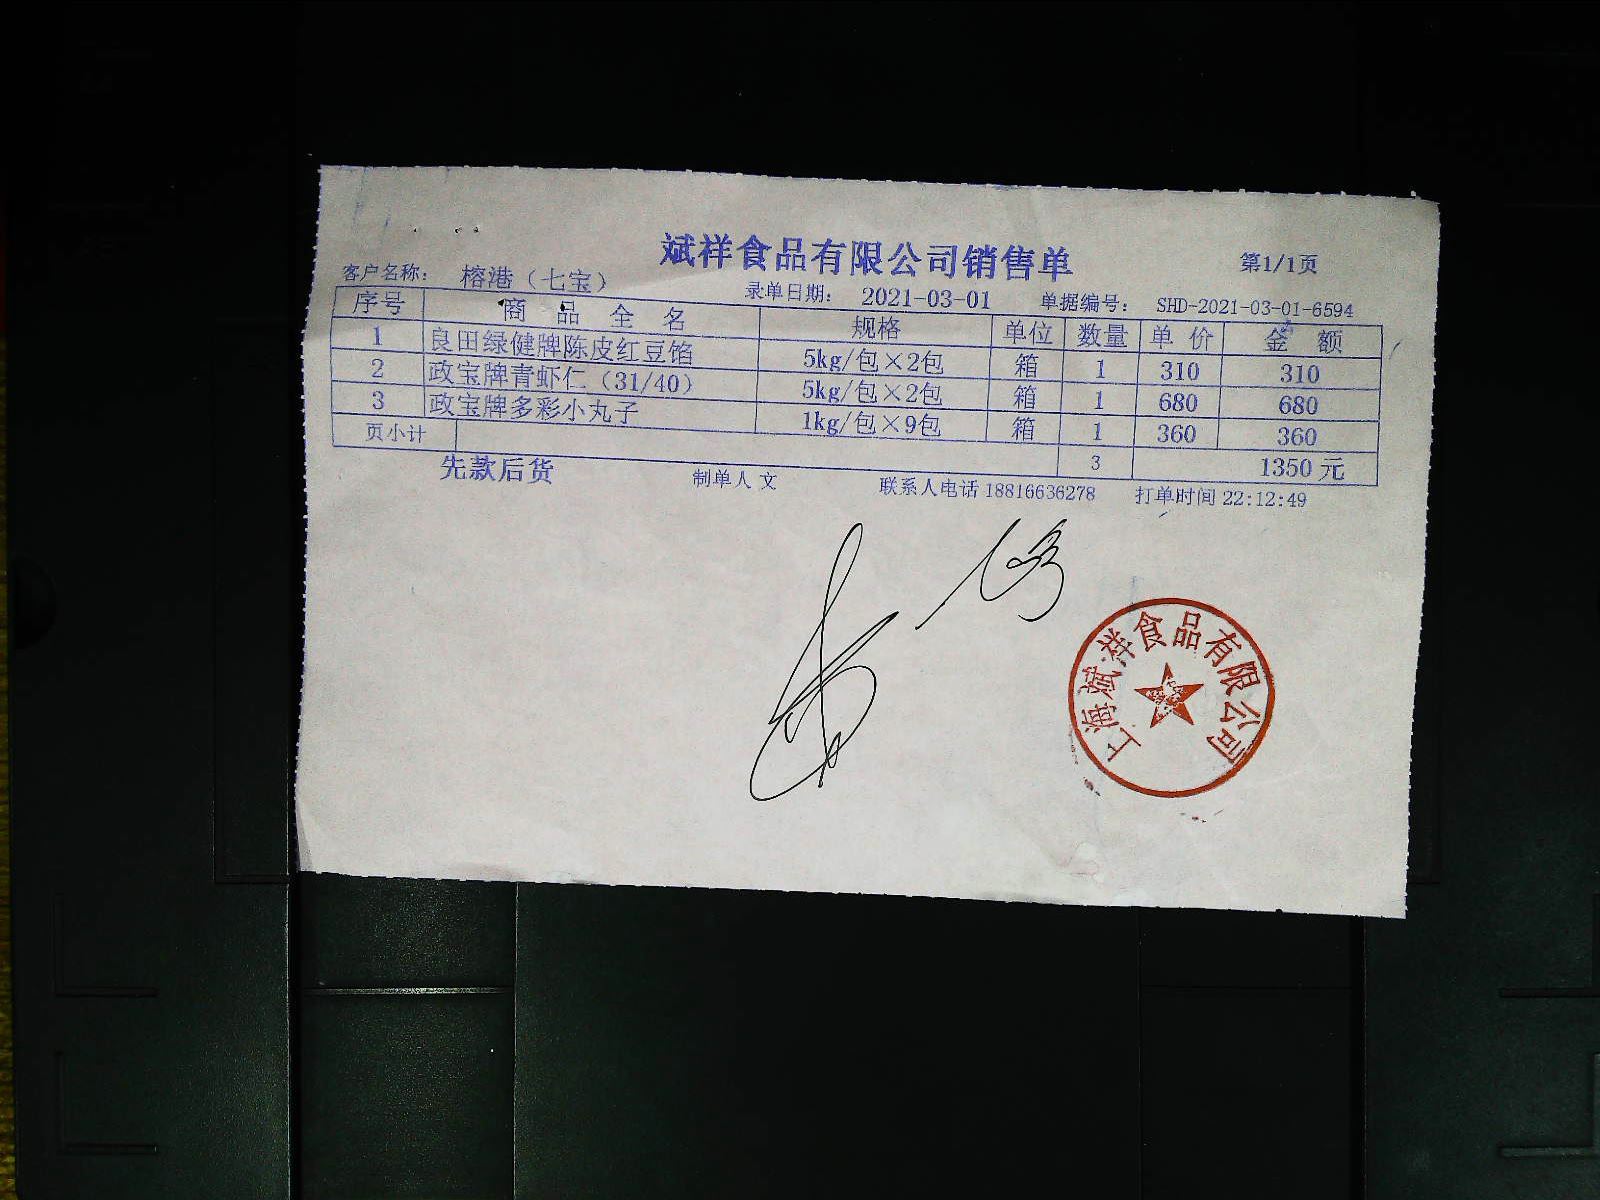 斌祥食品有限公司销售单
第1/1页
客户名称： 榕港（七宝） 录单日期： 2021-03-01 单据编号： SHD-2021-03-01-6594
序号 商品全名 规格 单位 数量 单价 金额
1 良田绿健牌陈皮红豆馅 5kg/包×2包 箱 1 310 310
2 政宝牌青虾仁（31/40） 5kg/包×2包 箱 1 680 680
3 政宝牌多彩小丸子 1kg/包×9包 箱 1 360 360
页小计 3 1350 元
先款后货 制单人 文 联系人电话 18816636278 打单时间 22:12:49
上海斌祥食品有限公司